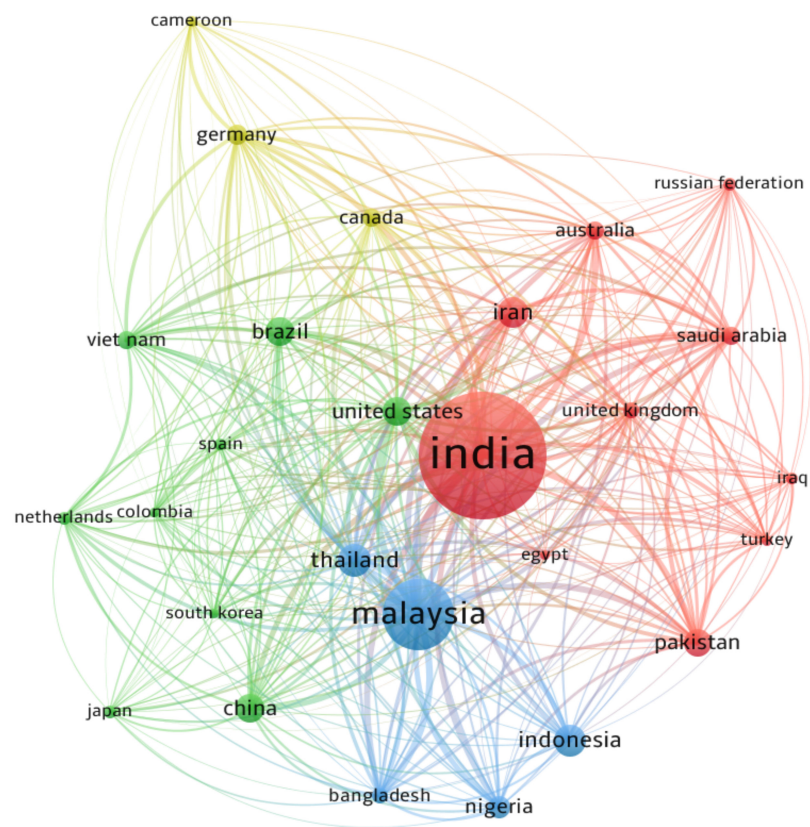 cameroon
germany
russian federation
canada
australia
iran
brazil
saudi arabia
viet nam
united states
united kingdom
spain
india
iraq
colombia
netherlands
turkey
egypt
thailand
south korea
malaysia
pakistan
china
japan
indonesia
bangladesh
nigeria